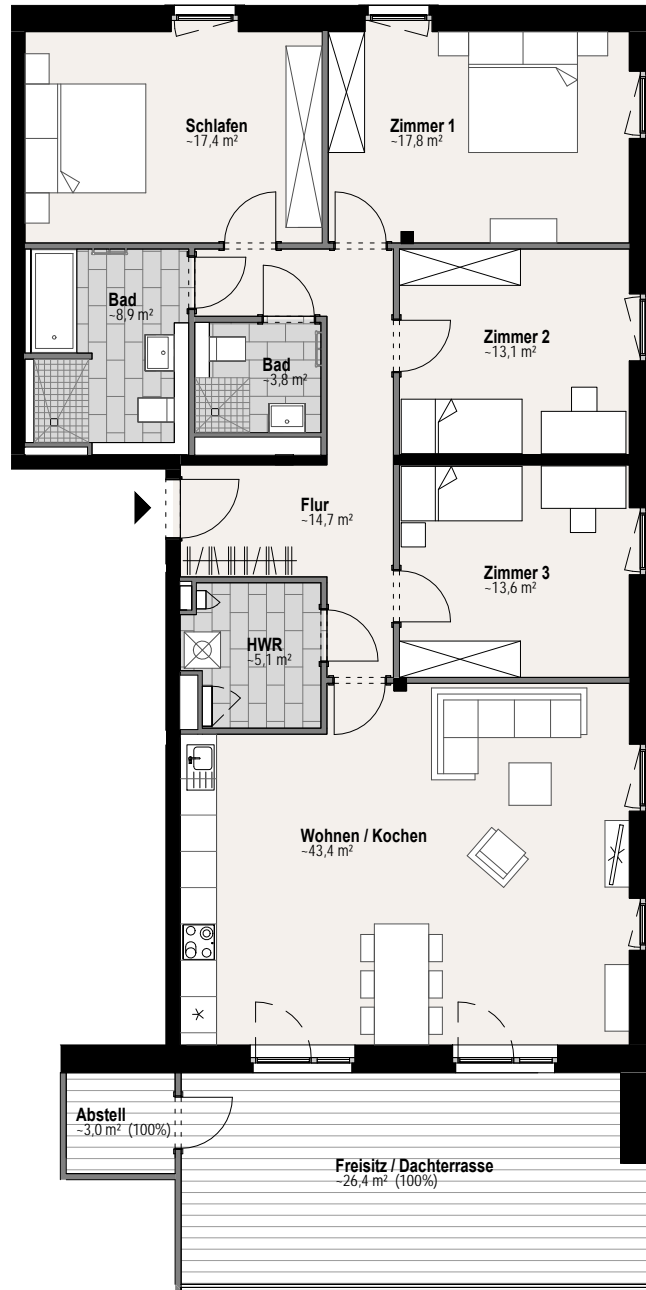 Schlafen
~17,4 m²
Zimmer 1
~17,8 m²
Bad
~8,9 m²
Bad
~3,8 m²
Zimmer 2
~13,1 m²
Flur
~14,7 m²
Zimmer 3
~13,6 m²
HWR
~5,1 m²
Wohnen / Kochen
~43,4 m²
Abstell
~3,0 m² (100%)
Freisitz / Dachterrasse
~26,4 m² (100%)